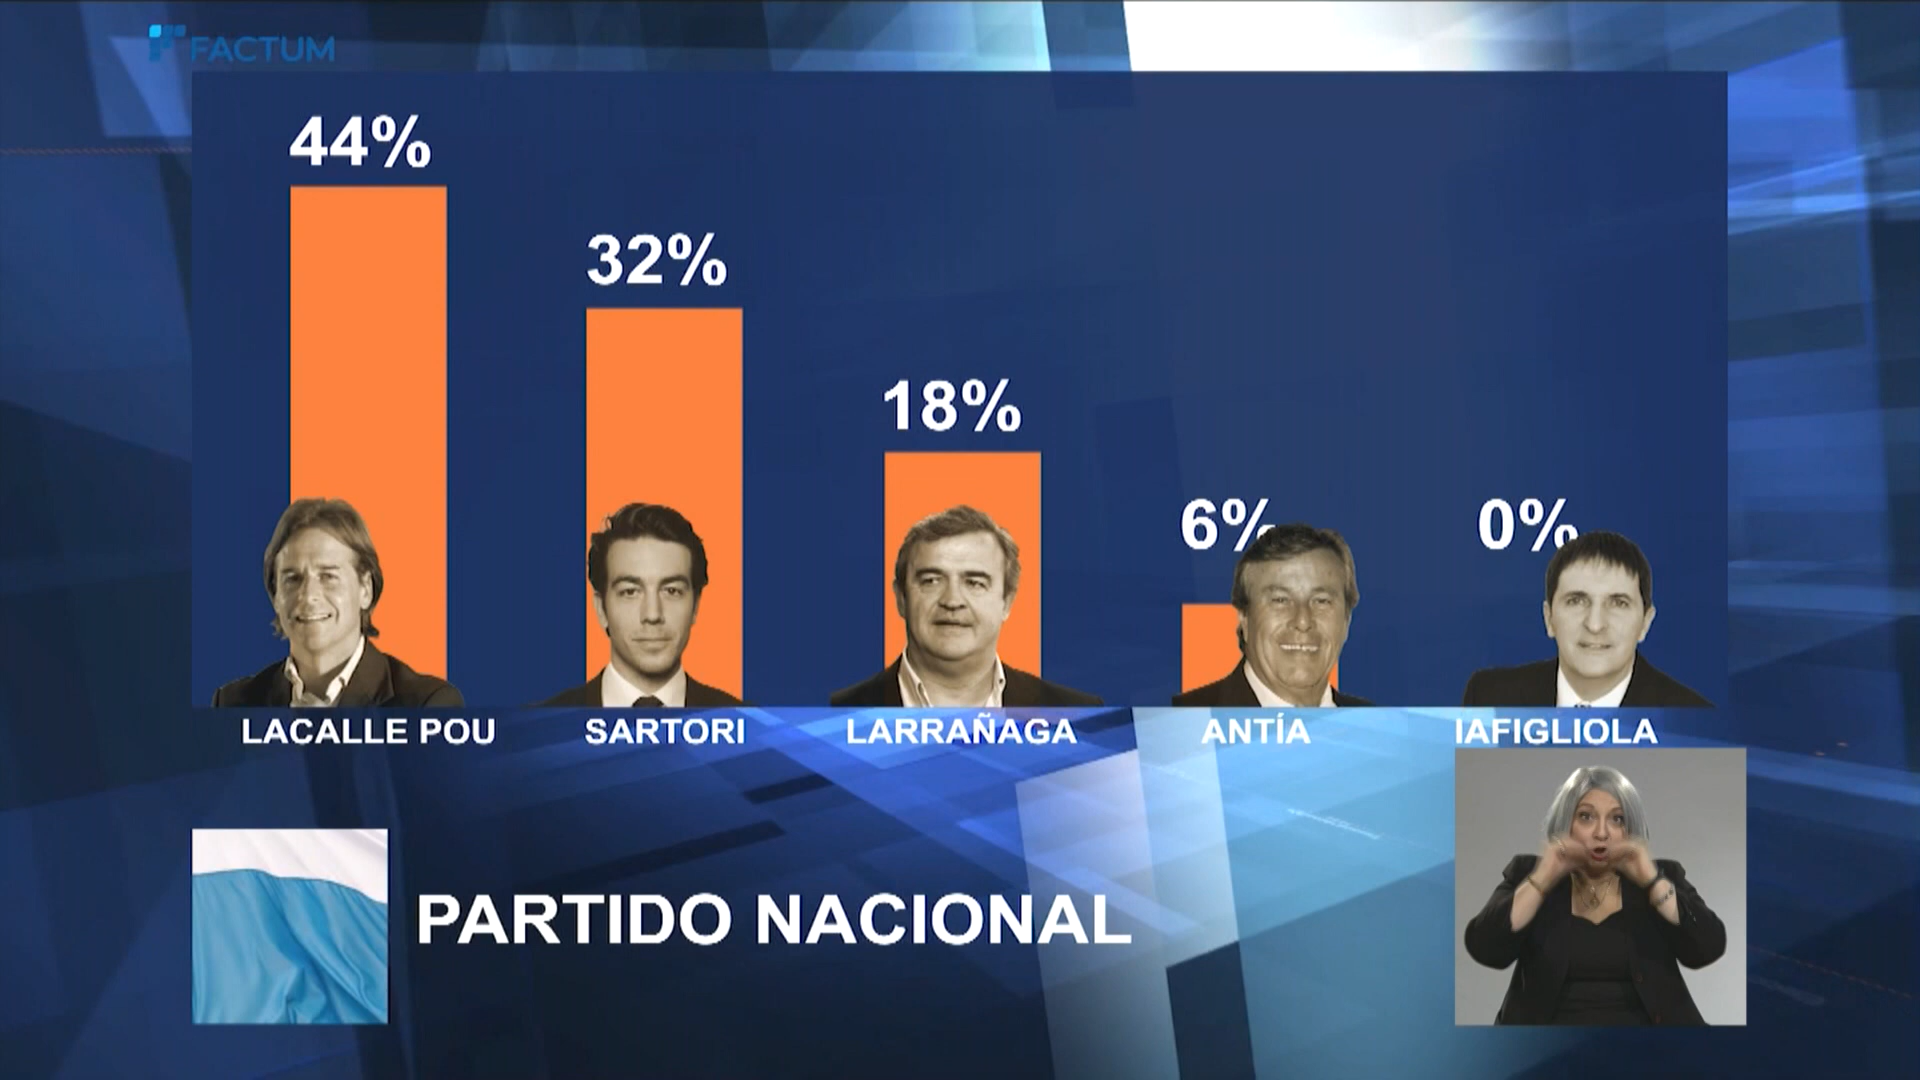 FACTUM
44%
32%
18%
6%
0%
LACALLE POU
SARTORI
LARRAÑAGA
ANTÍA
IAFIGLIOLA
PARTIDO NACIONAL